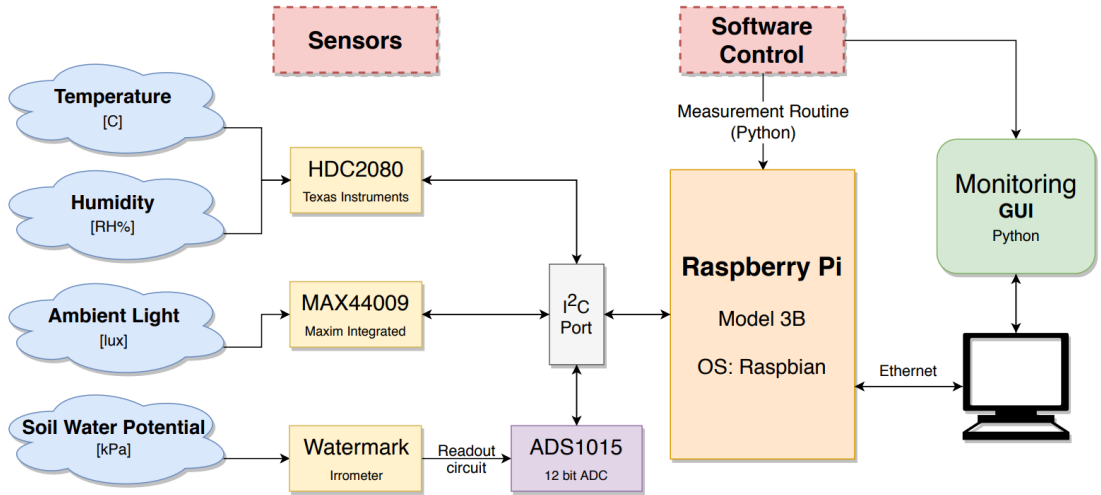 Sensors
Software
Control
Temperature
[C]
Humidity
[RH%]
Ambient Light
[lux]
Soil Water Potential
[kPa]
HDC2080
Texas Instruments
MAX44009
Maxim Integrated
Watermark
Irrometer
Readout
circuit
ADS1015
12 bit ADC
I²C
Port
Measurement Routine
(Python)
Raspberry Pi
Model 3B
OS: Raspbian
Ethernet
Monitoring
GUI
Python